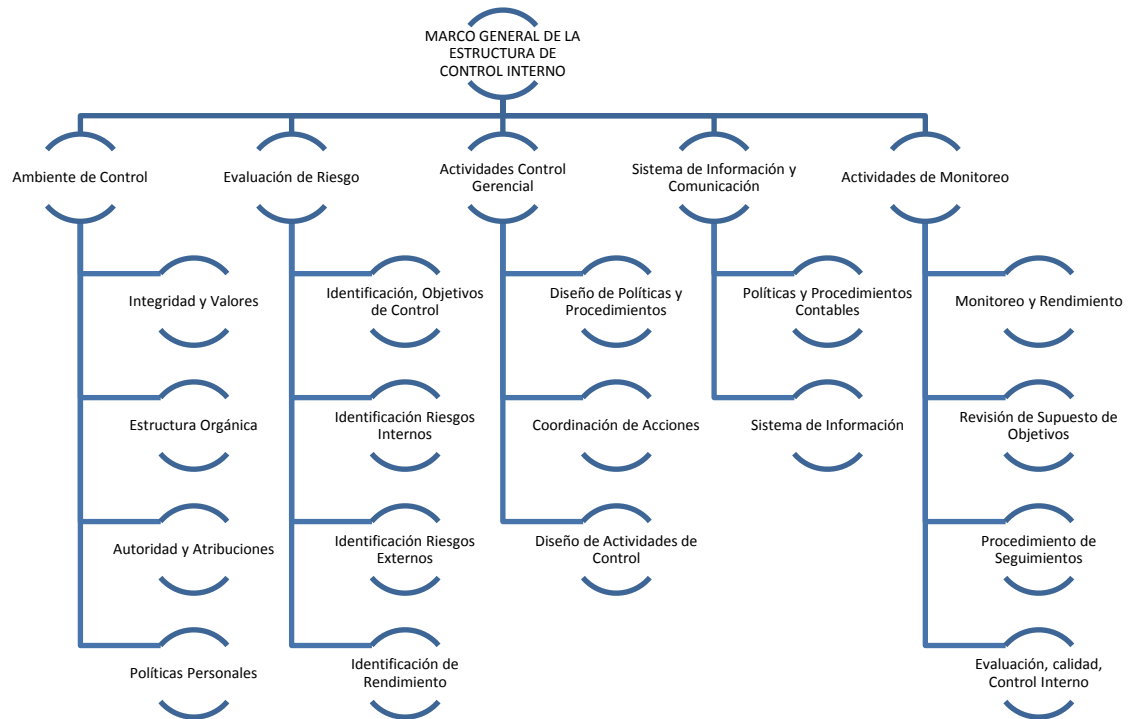 MARCO GENERAL DE LA
ESTRUCTURA DE
CONTROL INTERNO
Ambiente de Control
Integridad y Valores
Estructura Orgánica
Autoridad y Atribuciones
Políticas Personales
Evaluación de Riesgo
Identificación, Objetivos
de Control
Identificación Riesgos
Internos
Identificación Riesgos
Externos
Identificación de
Rendimiento
Actividades Control
Gerencial
Diseño de Políticas y
Procedimientos
Coordinación de Acciones
Diseño de Actividades de
Control
Sistema de Información y
Comunicación
Políticas y Procedimientos
Contables
Sistema de Información
Actividades de Monitoreo
Monitoreo y Rendimiento
Revisión de Supuesto de
Objetivos
Procedimiento de
Seguimientos
Evaluación, calidad,
Control Interno